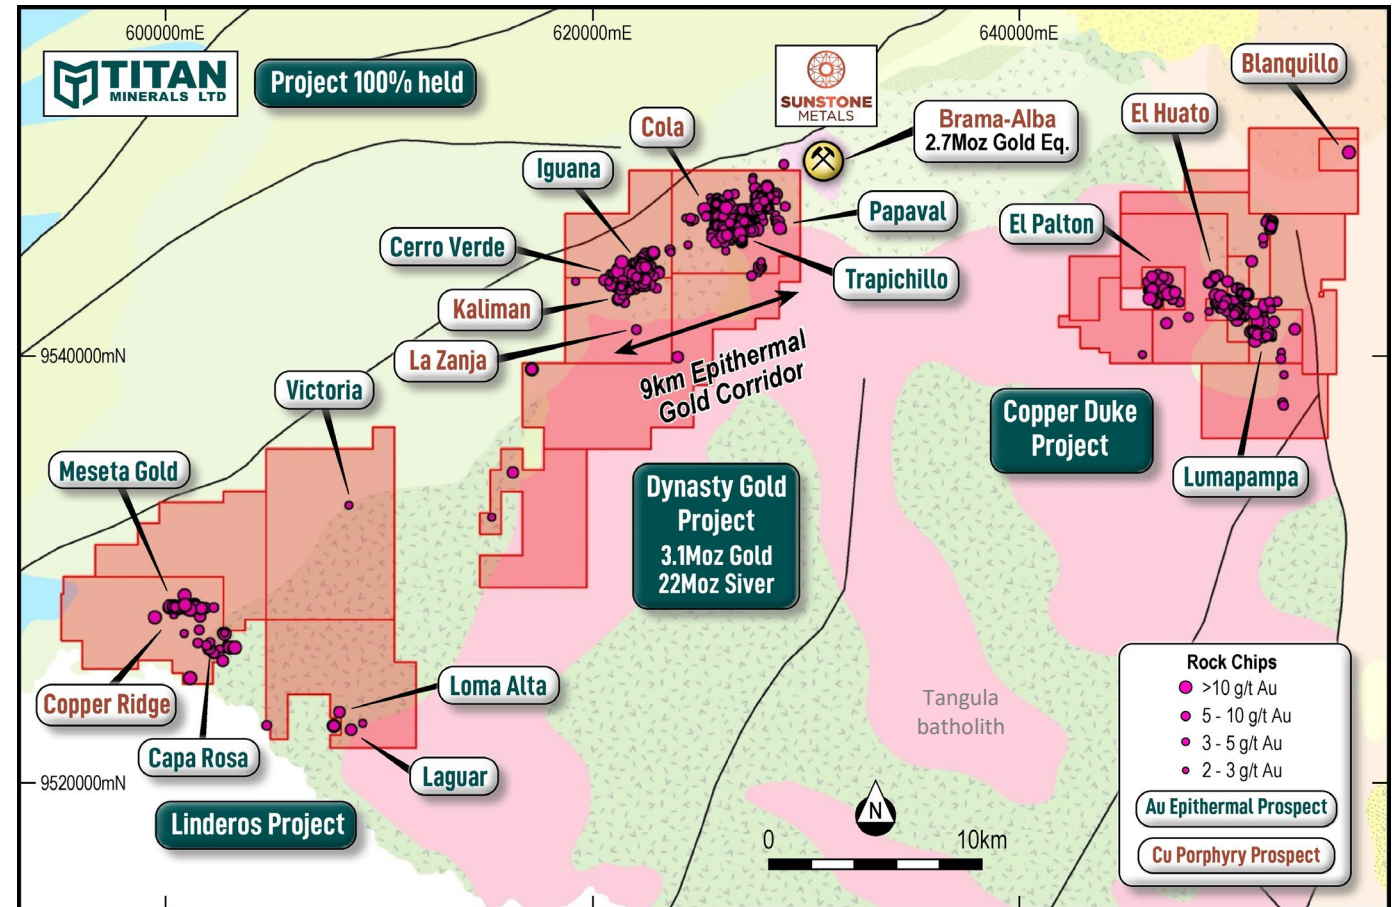 600000mE
620000mE
640000mE
TITAN
MINERALS LTD
Project 100% held
SUNSTONE
METALS
Blanquillo
Brama-Alba
2.7Moz Gold Eq.
El Huato
Cola
Iguana
Papaval
El Palton
Cerro Verde
Trapichillo
Kaliman
La Zanja
9540000mN
9km Epithermal
Gold Corridor
Victoria
Copper Duke
Project
Meseta Gold
Lumapampa
Dynasty Gold
Project
3.1Moz Gold
22Moz Siver
Copper Ridge
Loma Alta
Capa Rosa
Laguar
Tangula
batholith
9520000mN
Linderos Project
N
0
10km
Rock Chips
>10 g/t Au
5 - 10 g/t Au
3 - 5 g/t Au
2 - 3 g/t Au
Au Epithermal Prospect
Cu Porphyry Prospect